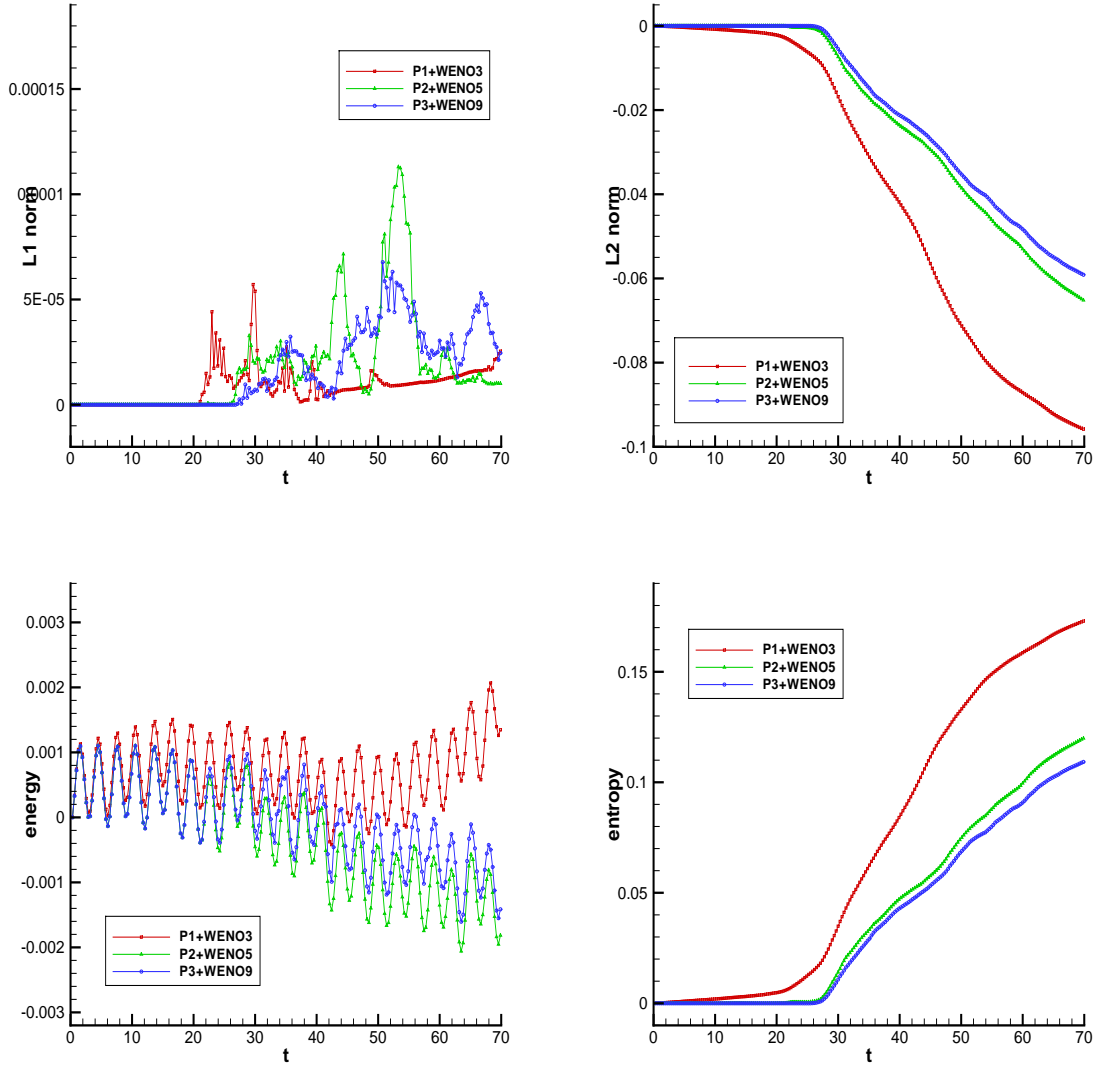 0.00015
0.0001
5E-05
0
L1 norm
P1+WENO3
P2+WENO5
P3+WENO9
0 10 20 30 40 50 60 70
t
0
-0.02
-0.04
-0.06
-0.08
-0.1
L2 norm
P1+WENO3
P2+WENO5
P3+WENO9
0 10 20 30 40 50 60 70
t
0.003
0.002
0.001
0
-0.001
-0.002
-0.003
energy
P1+WENO3
P2+WENO5
P3+WENO9
0 10 20 30 40 50 60 70
t
0.15
0.1
0.05
0
entropy
P1+WENO3
P2+WENO5
P3+WENO9
0 10 20 30 40 50 60 70
t